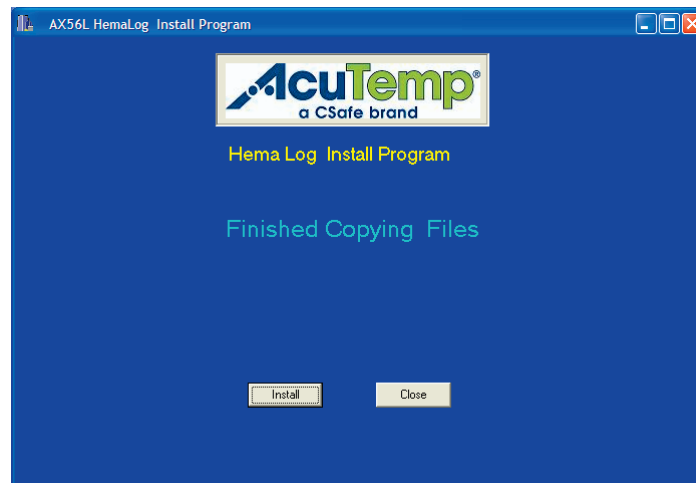 AX56L HemaLog Install Program
AcuTemp®
a CSafe brand
Hema Log Install Program
Finished Copying Files
Install
Close